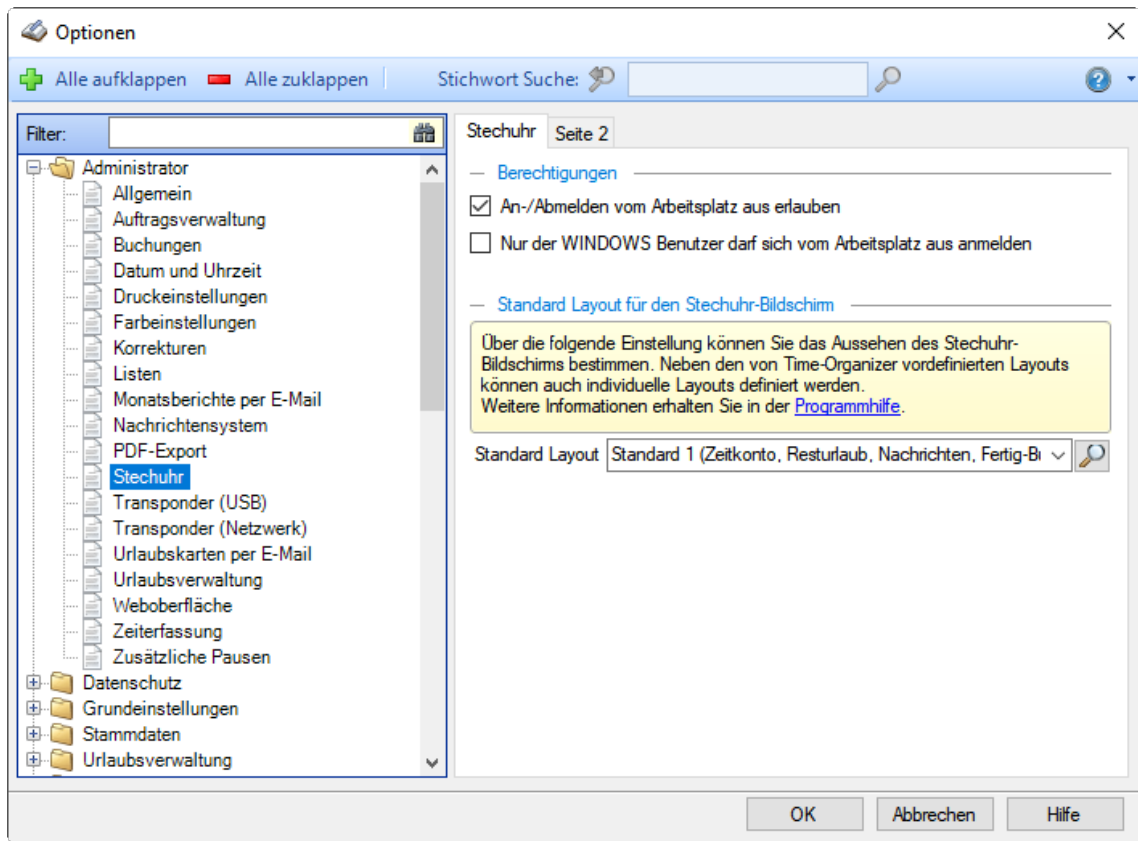 Optionen
Alle aufklappen Alle zuklappen Stichwort Suche:
Filter:
Administrator
Allgemein
Auftragsverwaltung
Buchungen
Datum und Uhrzeit
Druckeinstellungen
Farbeinstellungen
Korrekturen
Listen
Monatsberichte per E-Mail
Nachrichtensystem
PDF-Export
Stechuhr
Transponder (USB)
Transponder (Netzwerk)
Urlaubskarten per E-Mail
Urlaubsverwaltung
Weboberfläche
Zeiterfassung
Zusätzliche Pausen
Datenschutz
Grundeinstellungen
Stammdaten
Urlaubsverwaltung
Stechuhr Seite 2
Berechtigungen
An-/Abmelden vom Arbeitsplatz aus erlauben
Nur der WINDOWS Benutzer darf sich vom Arbeitsplatz aus anmelden
Standard Layout für den Stechuhr-Bildschirm
Über die folgende Einstellung können Sie das Aussehen des Stechuhr-
Bildschirms bestimmen. Neben den von Time-Organizer vordefinierten Layouts
können auch individuelle Layouts definiert werden.
Weitere Informationen erhalten Sie in der Programmhilfe.
Standard Layout Standard 1 (Zeitkonto, Resturlaub, Nachrichten, Fertig-
OK Abbrechen Hilfe